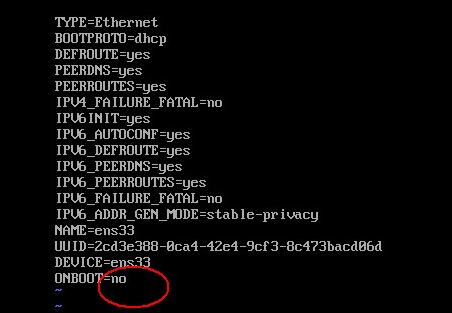 TYPE=Ethernet
BOOTPROTO=dhcp
DEFROUTE=yes
PEERDNS=yes
PEERROUTES=yes
IPV4_FAILURE_FATAL=no
IPV6INIT=yes
IPV6_AUTOCONF=yes
IPV6_DEFROUTE=yes
IPV6_PEERDNS=yes
IPV6_PEERROUTES=yes
IPV6_FAILURE_FATAL=no
IPV6_ADDR_GEN_MODE=stable-privacy
NAME=ens33
UUID=2cd3e388-0ca4-42e4-9cf3-8c473bacd06d
DEVICE=ens33
ONBOOT=no
~
~